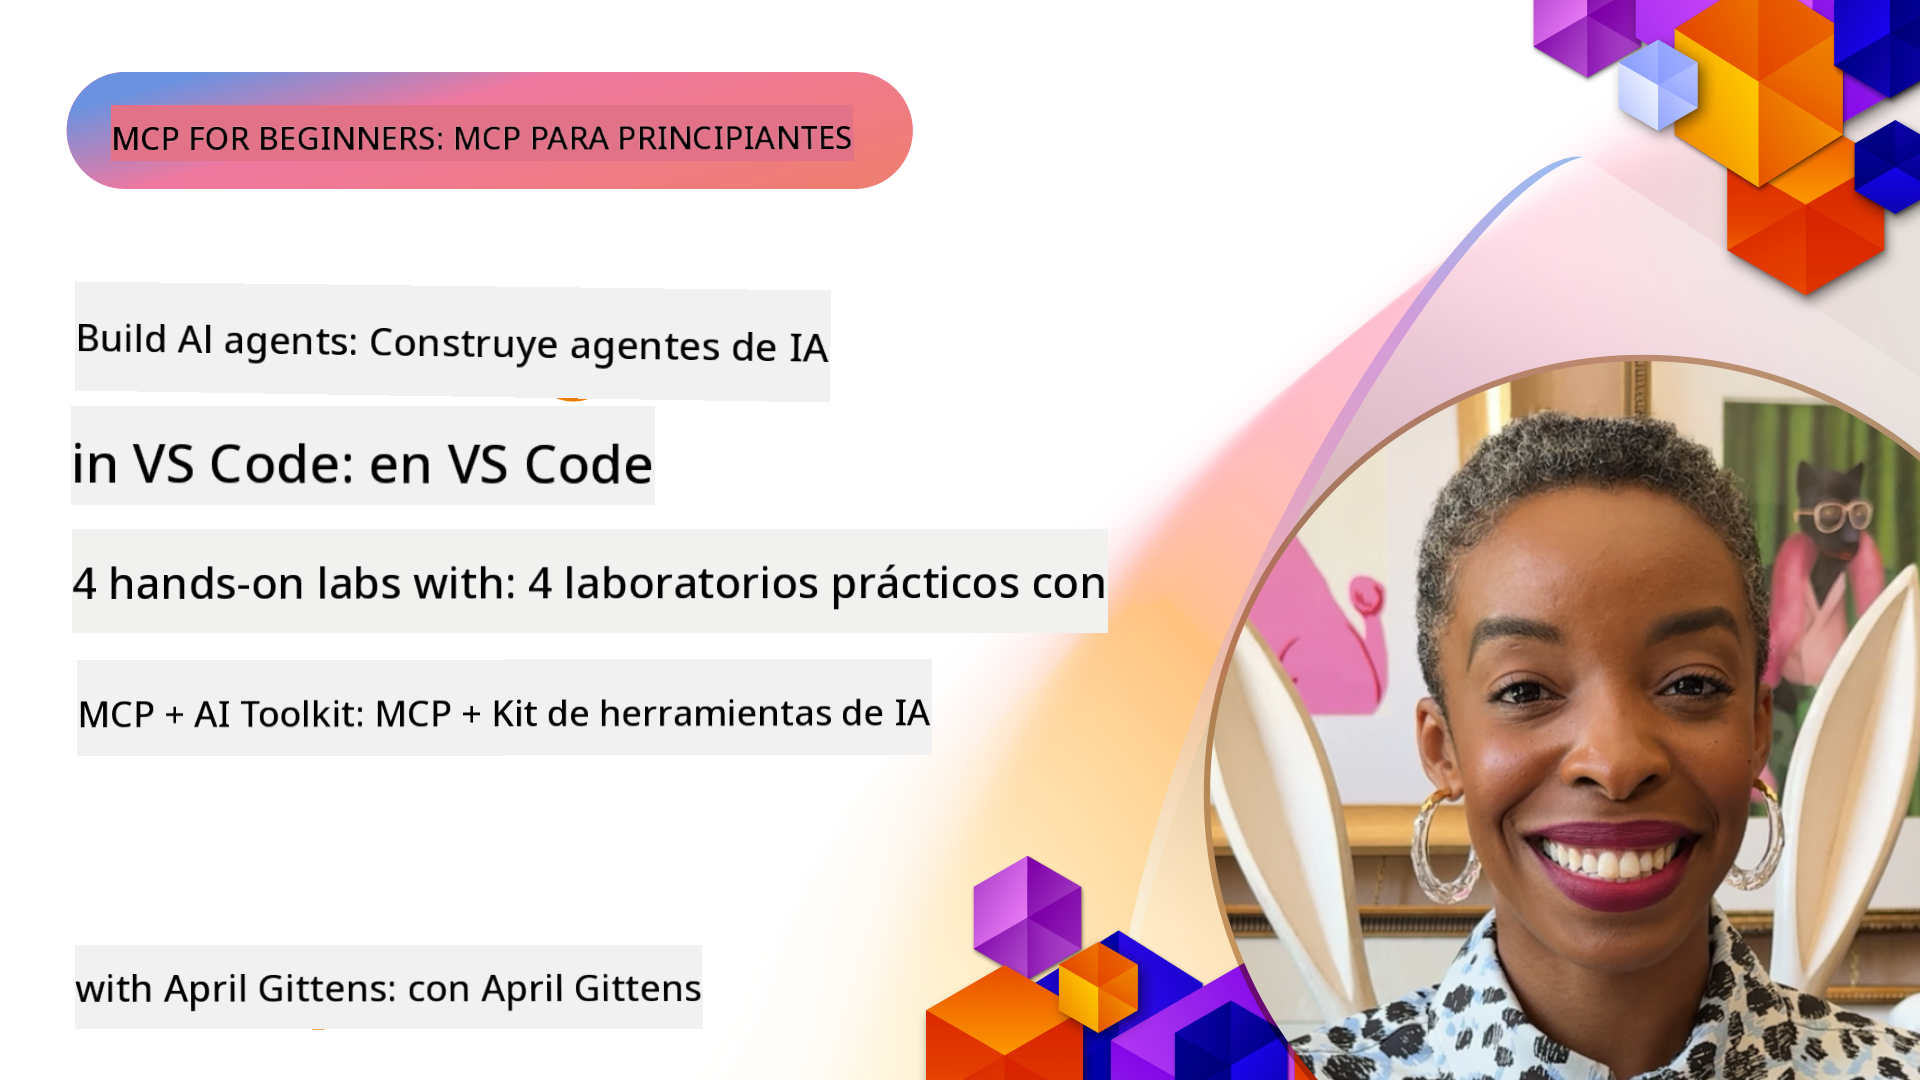 MCP FOR BEGINNERS: MCP PARA PRINCIPIANTES
Build Al agents: Construye agentes de IA
in VS Code: en VS Code
4 hands-on labs with: 4 laboratorios prácticos con
MCP + AI Toolkit: MCP + Kit de herramientas de IA
with April Gittens: con April Gittens